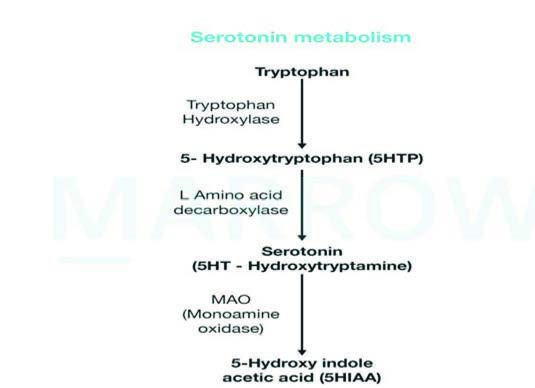 Serotonin metabolism
Tryptophan
Tryptophan
Hydroxylase
5- Hydroxytryptophan (5HTP)
L Amino acid
decarboxylase
Serotonin
(5HT - Hydroxytryptamine)
MAO
(Monoamine
oxidase)
5-Hydroxy indole
acetic acid (5HIAA)
MARROW